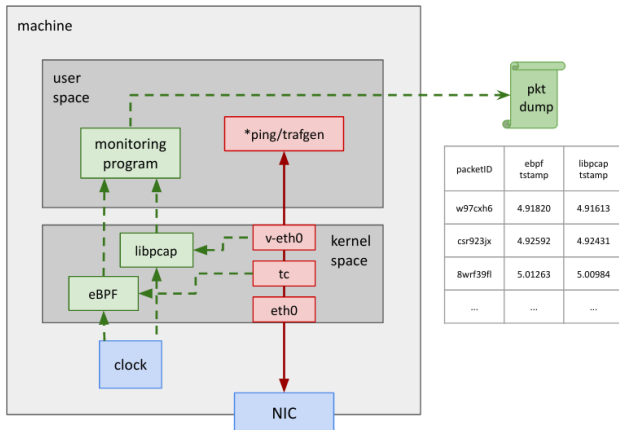 machine
user
space
monitoring
program
*ping/trafgen
pkt
dump
v-eth0
kernel
space
libpcap
tc
eBPF
eth0
clock
NIC
packetID ebpf tstamp libpcap tstamp
w97cxh6 4.91820 4.91613
csr923jx 4.92592 4.92431
8wrf39fl 5.01263 5.00984
... ... ...